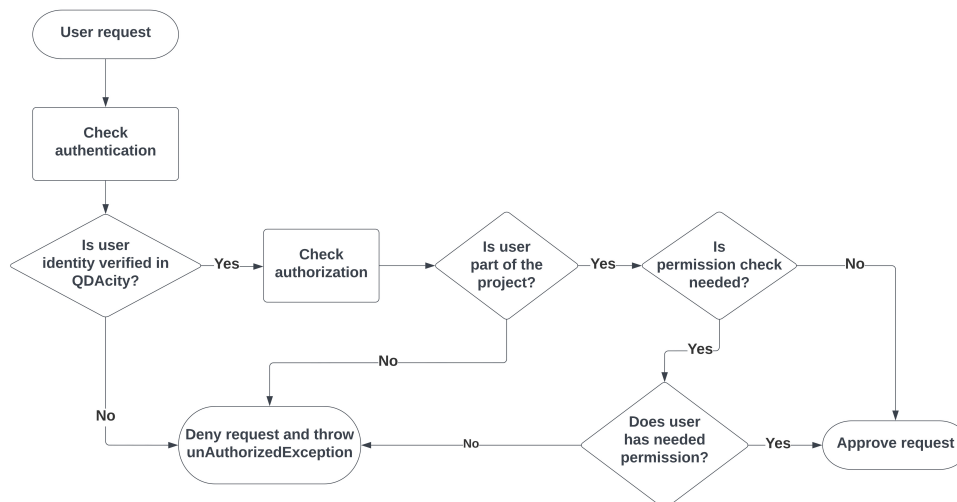 User request
Check
authentication
Is user
identity verified in
QDAcity?
Yes
Check
authorization
Is user
part of the
project?
Yes
Is
permission check
needed?
No
Yes
No
No
Deny request and throw
unAuthorizedException
No
Does user
has needed
permission?
Yes
Approve request